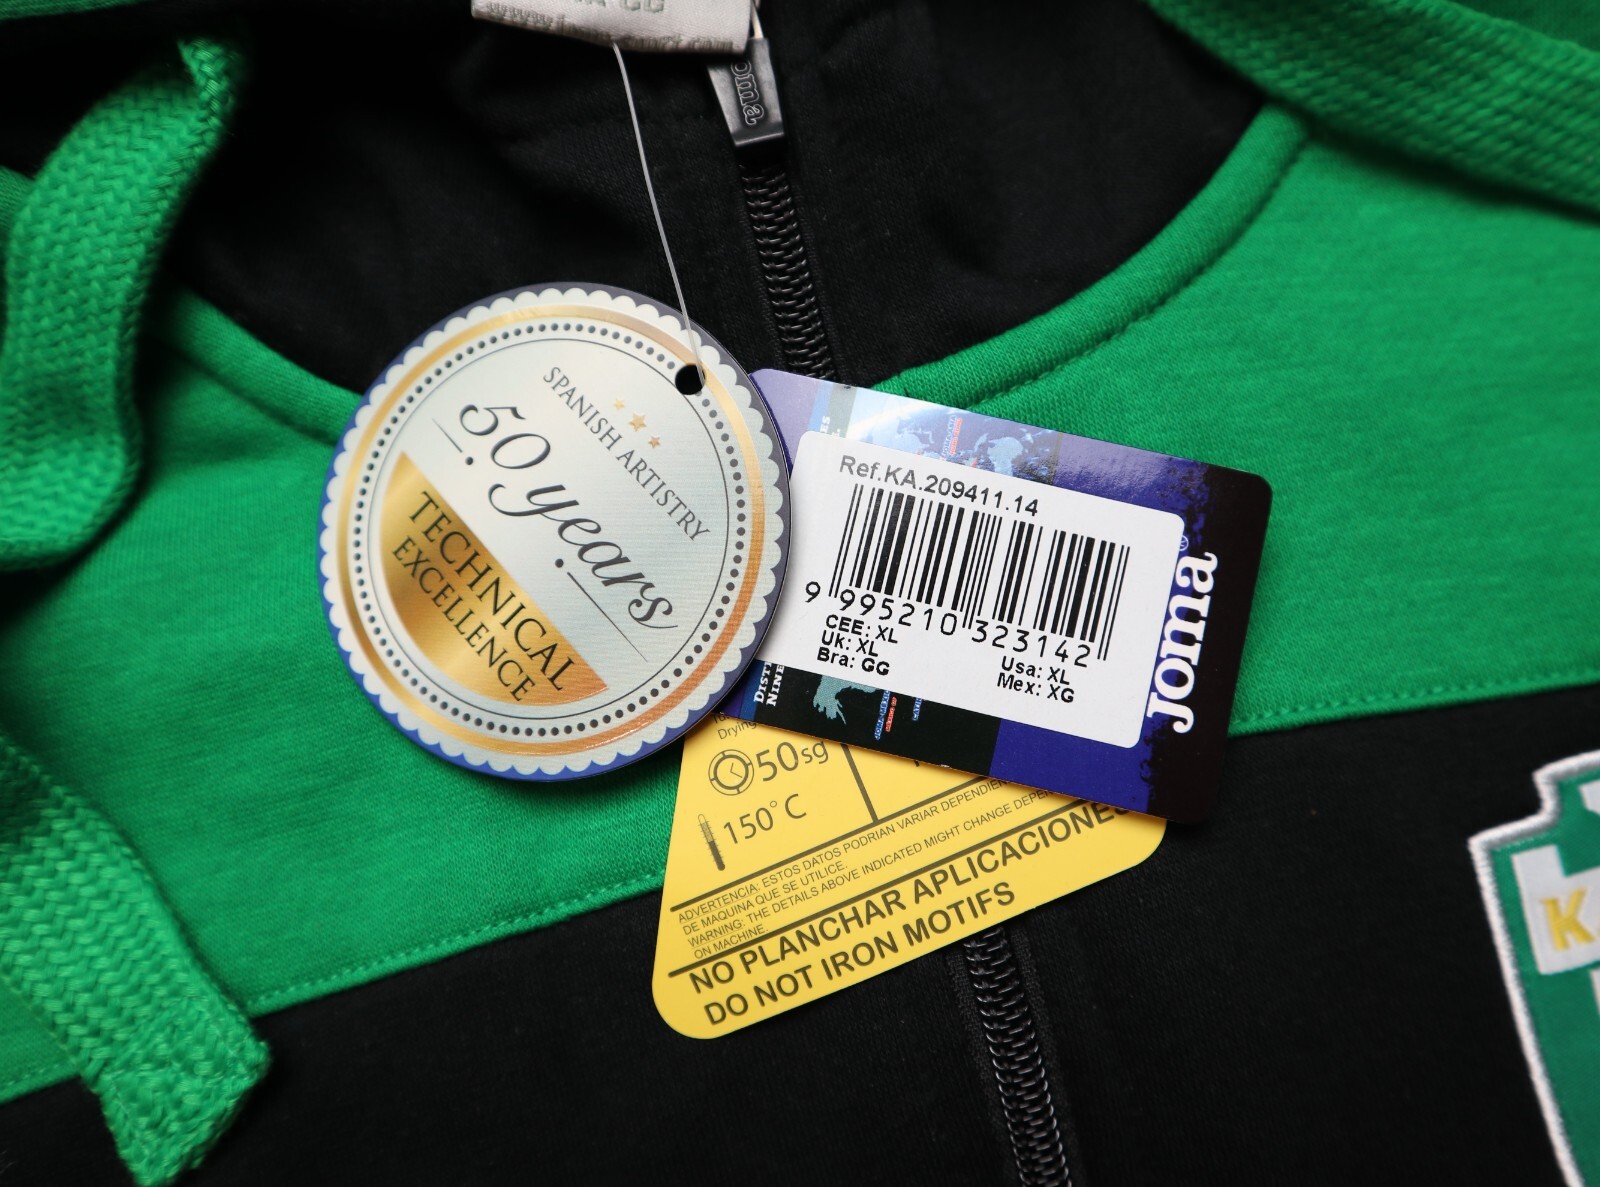 Joma
SPANISH ARTISTRY
50 years
TECHNICAL
EXCELLENCE
Ref.KA.209411.14
9 995210 323142
CEE: XL
Uk: XL
Bra: GG
Usa: XL
Mex: XG
Joma®
Drying
50sg
150°C
ADVERTENCIA: ESTOS DATOS PODRIAN VARIAR
DE MAQUINA QUE SE UTILICE.
WARNING: THE DETAILS ABOVE INDICATED MIGHT CHANGE
ON MACHINE.
NO PLANCHAR APLICACIONES
DO NOT IRON MOTIFS
K